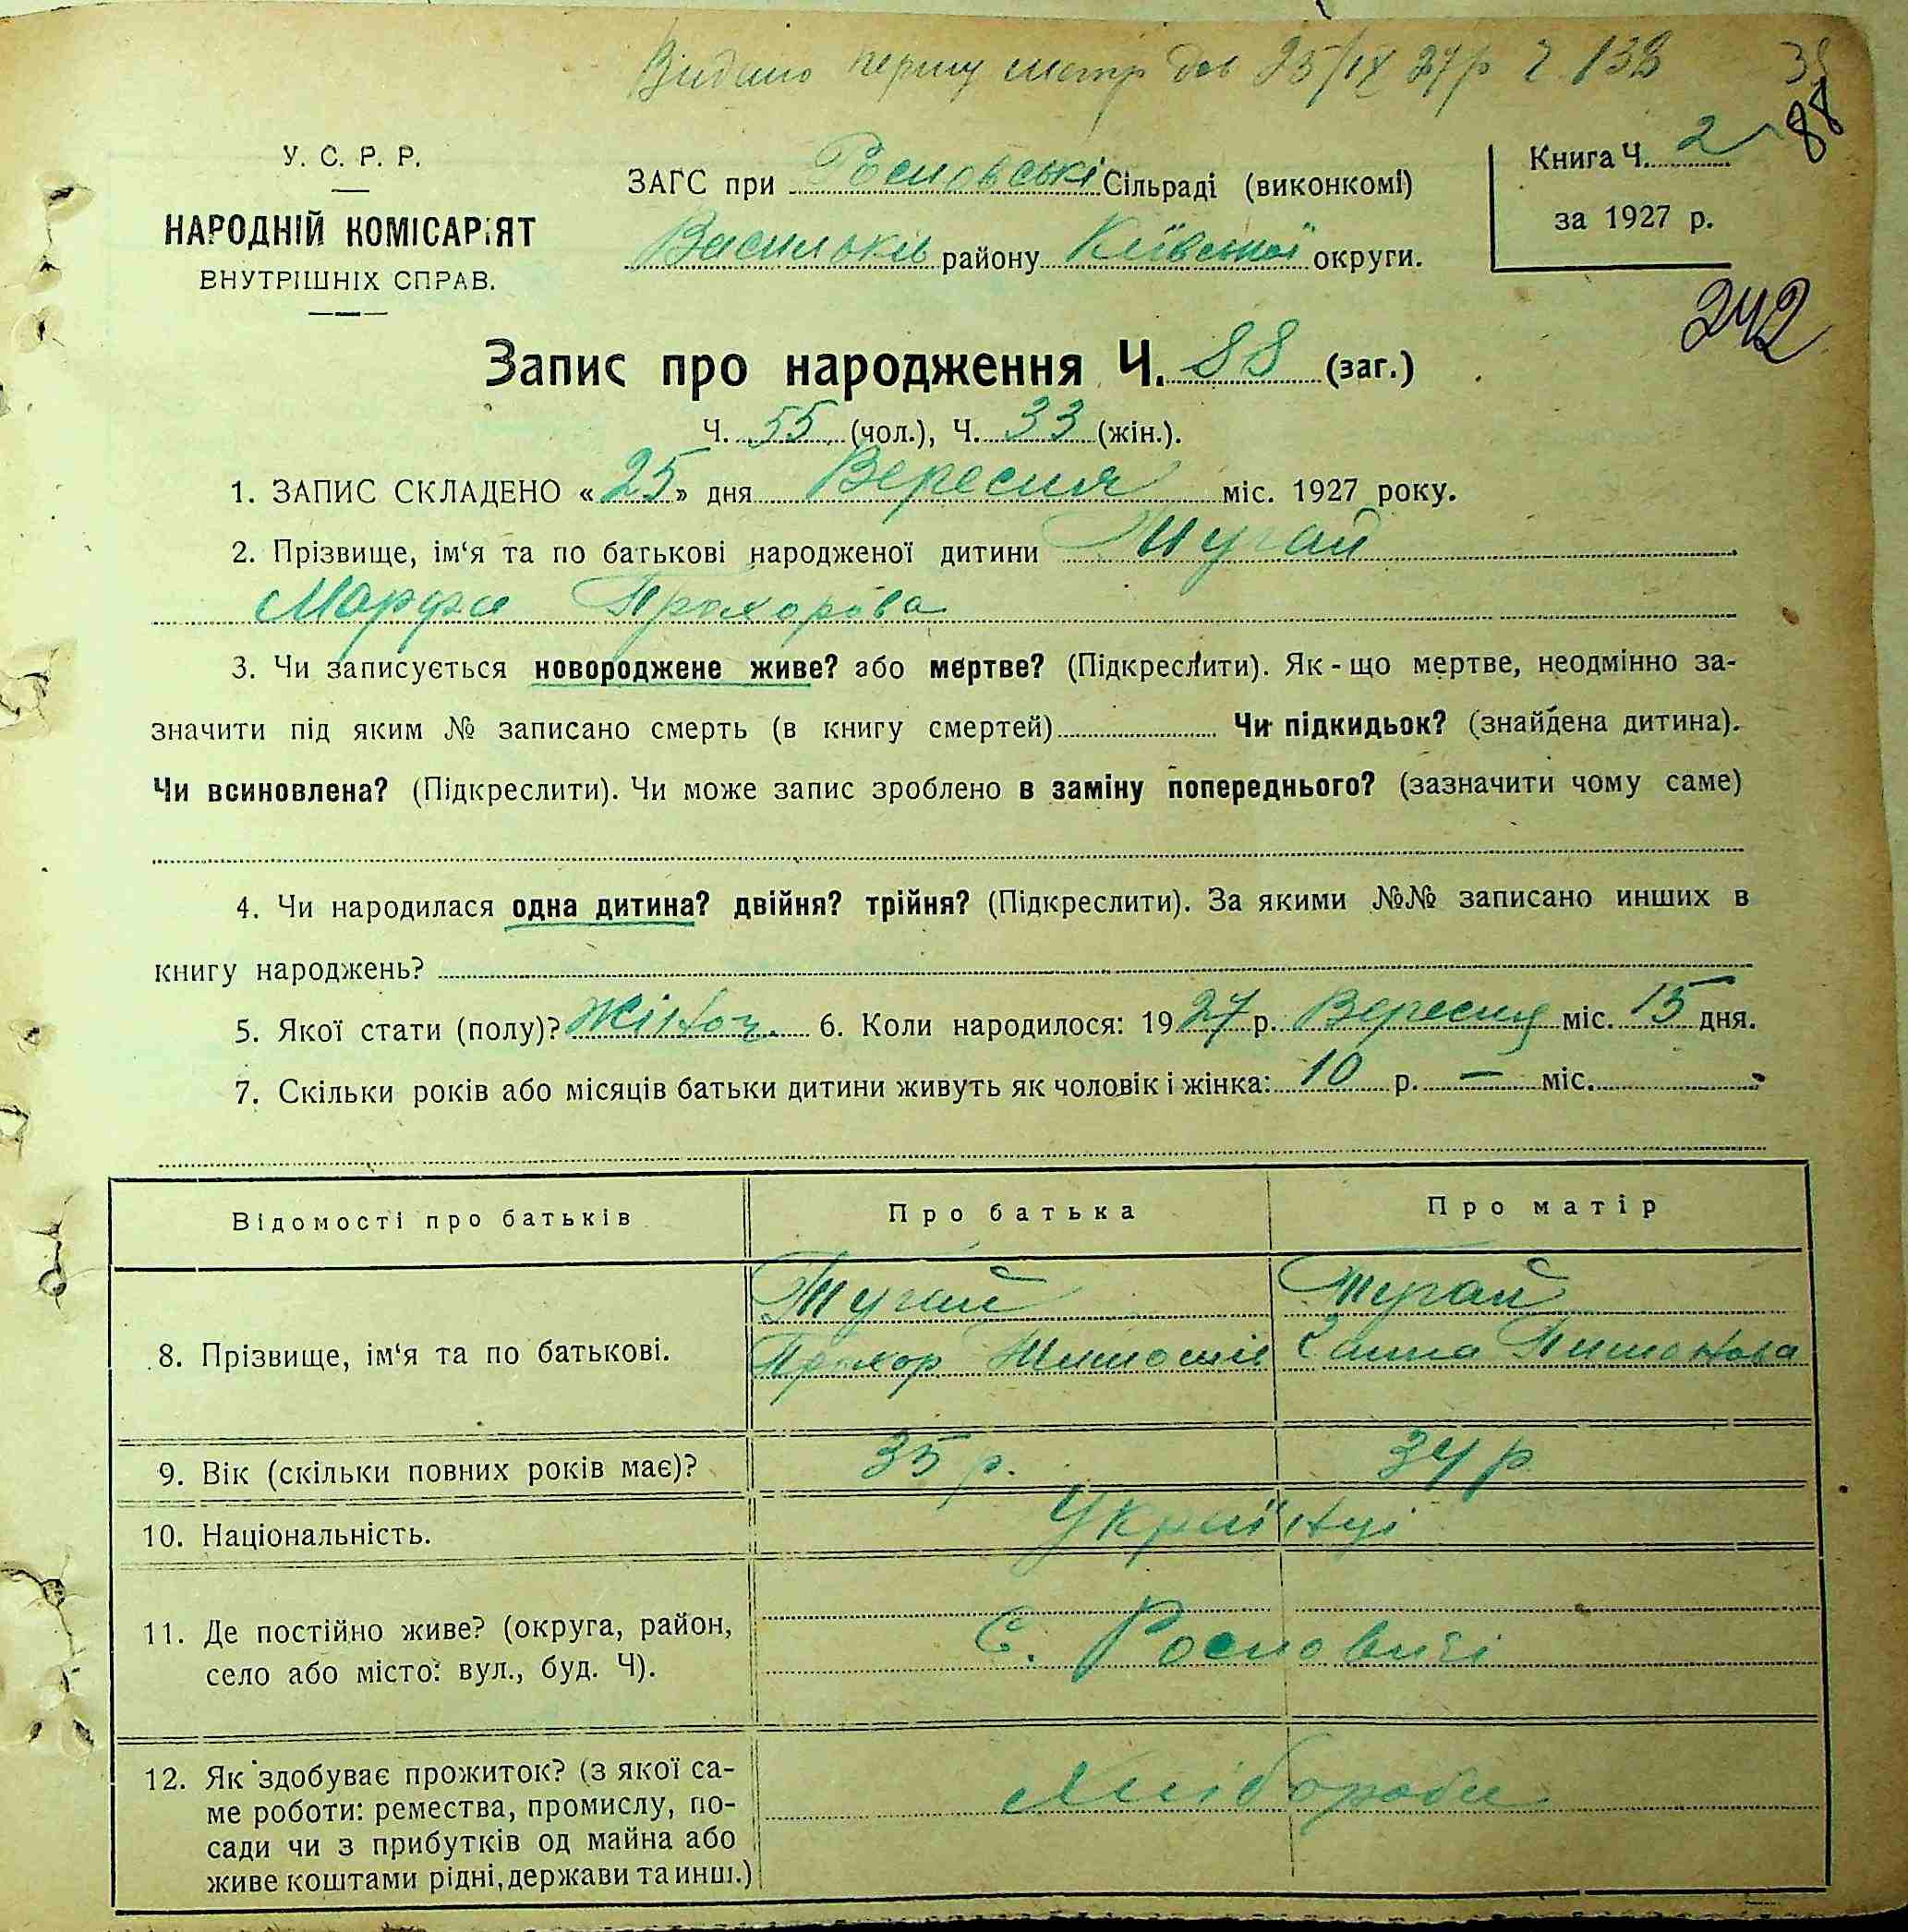 Видано першу 25/IX 27 р ч 138
88
У. С. Р. Р.
НАРОДНІЙ КОМІСАРІЯТ
ВНУТРІШНІХ СПРАВ.
ЗАГС при Росновські Сільраді (виконкомі)
Васильків району Київської округи.
Книга Ч. 2
за 1927 р.
242
Запис про народження Ч. 88 (заг.)
Ч. 55 (чол.), Ч. 33 (жін.).
1. ЗАПИС СКЛАДЕНО «25» дня Вересня міс. 1927 року.
2. Прізвище, ім‘я та по батькові народженої дитини Тугай
Марфа Прохорова
3. Чи записується новороджене живе? або мертве? (Підкреслити). Як-що мертве, неодмінно за-
значити під яким № записано смерть (в книгу смертей) Чи підкидьок? (знайдена дитина).
Чи всиновлена? (Підкреслити). Чи може запис зроблено в заміну попереднього? (зазначити чому саме)
4. Чи народилася одна дитина? двійня? трійня? (Підкреслити). За якими №№ записано инших в
книгу народжень?
5. Якої стати (полу)? Жіноч. 6. Коли народилося: 1927 р. Вересня міс. 15 дня.
7. Скільки років або місяців батьки дитини живуть як чоловік і жінка: 10 р. — міс.
Відомості про батьків Про батька Про матір
Тугай Тугай
8. Прізвище, ім‘я та по батькові. Прохор Тимошів Ганна Пимонова
9. Вік (скільки повних років має)? 35 р. 34 р
10. Національність. Українці
11. Де постійно живе? (округа, район,
село або місто: вул., буд. Ч). С. Росновичі
12. Як здобуває прожиток? (з якої са-
ме роботи: ремества, промислу, по-
сади чи з прибутків од майна або
живе коштами рідні, держави та инш.)
Хлібороби